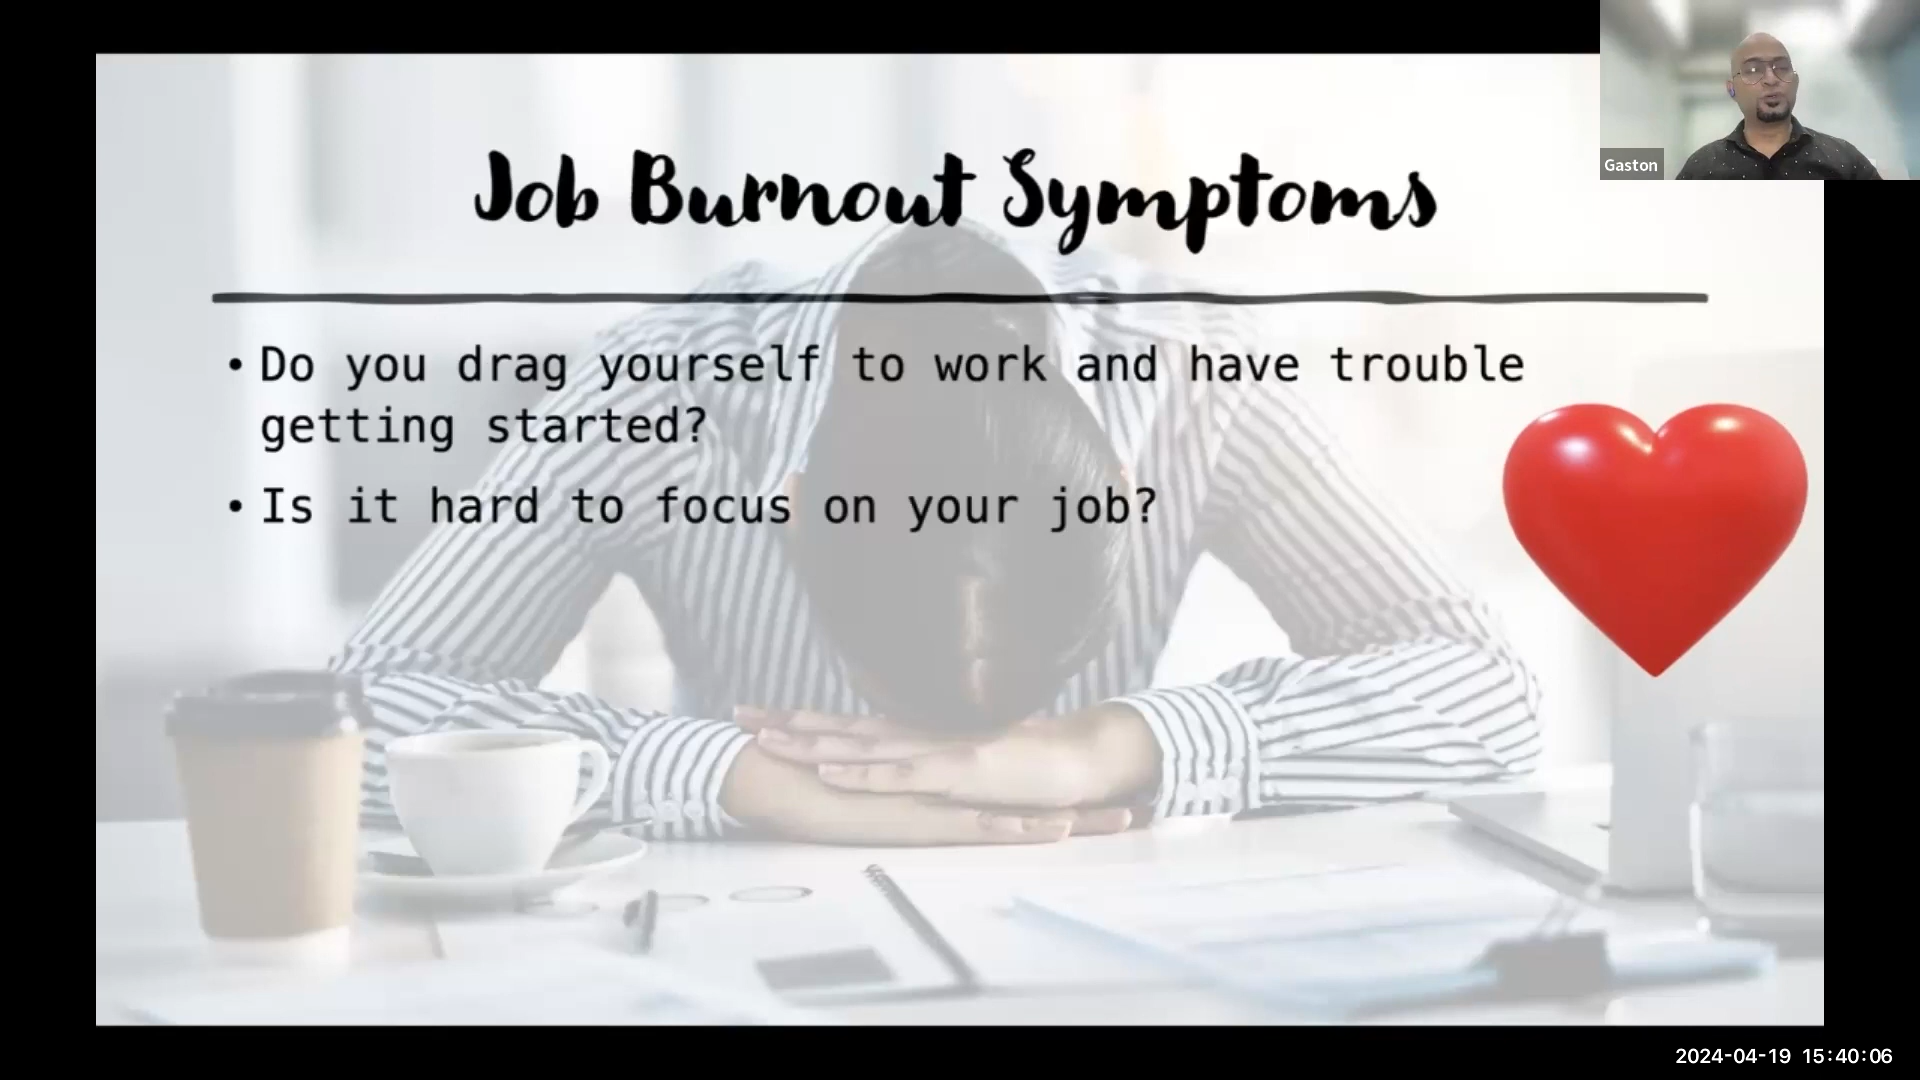 Job Burnout Symptoms
• Do you drag yourself to work and have trouble
getting started?
• Is it hard to focus on your job?
Gaston
2024-04-19 15:40:06